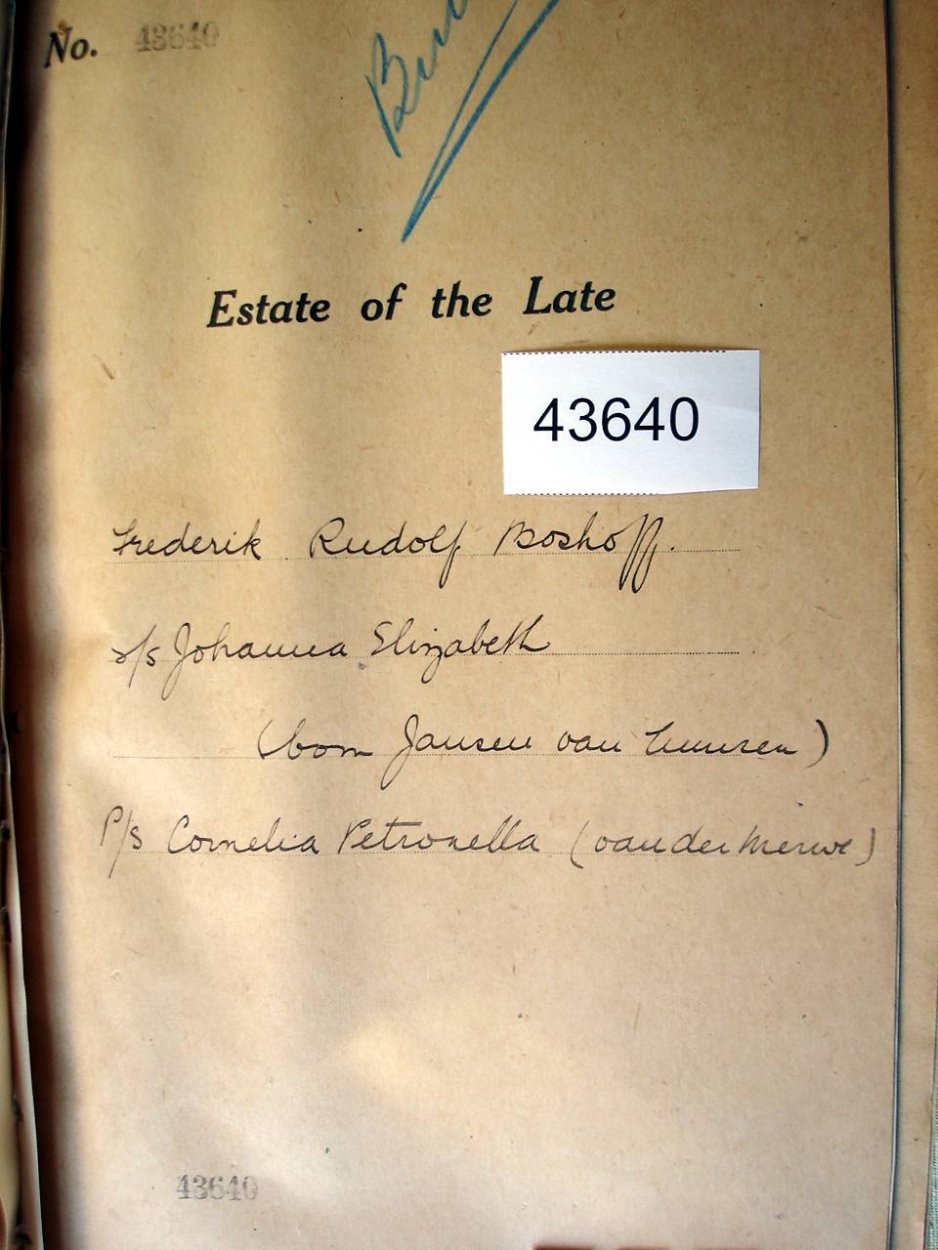 No. 43640
Estate of the Late
43640
Frederik Rudolf Boshoff.
s/s Johanna Elizabeth
(born Jansen van
P/s Cornelia Petronella (van der Merwe)
43640